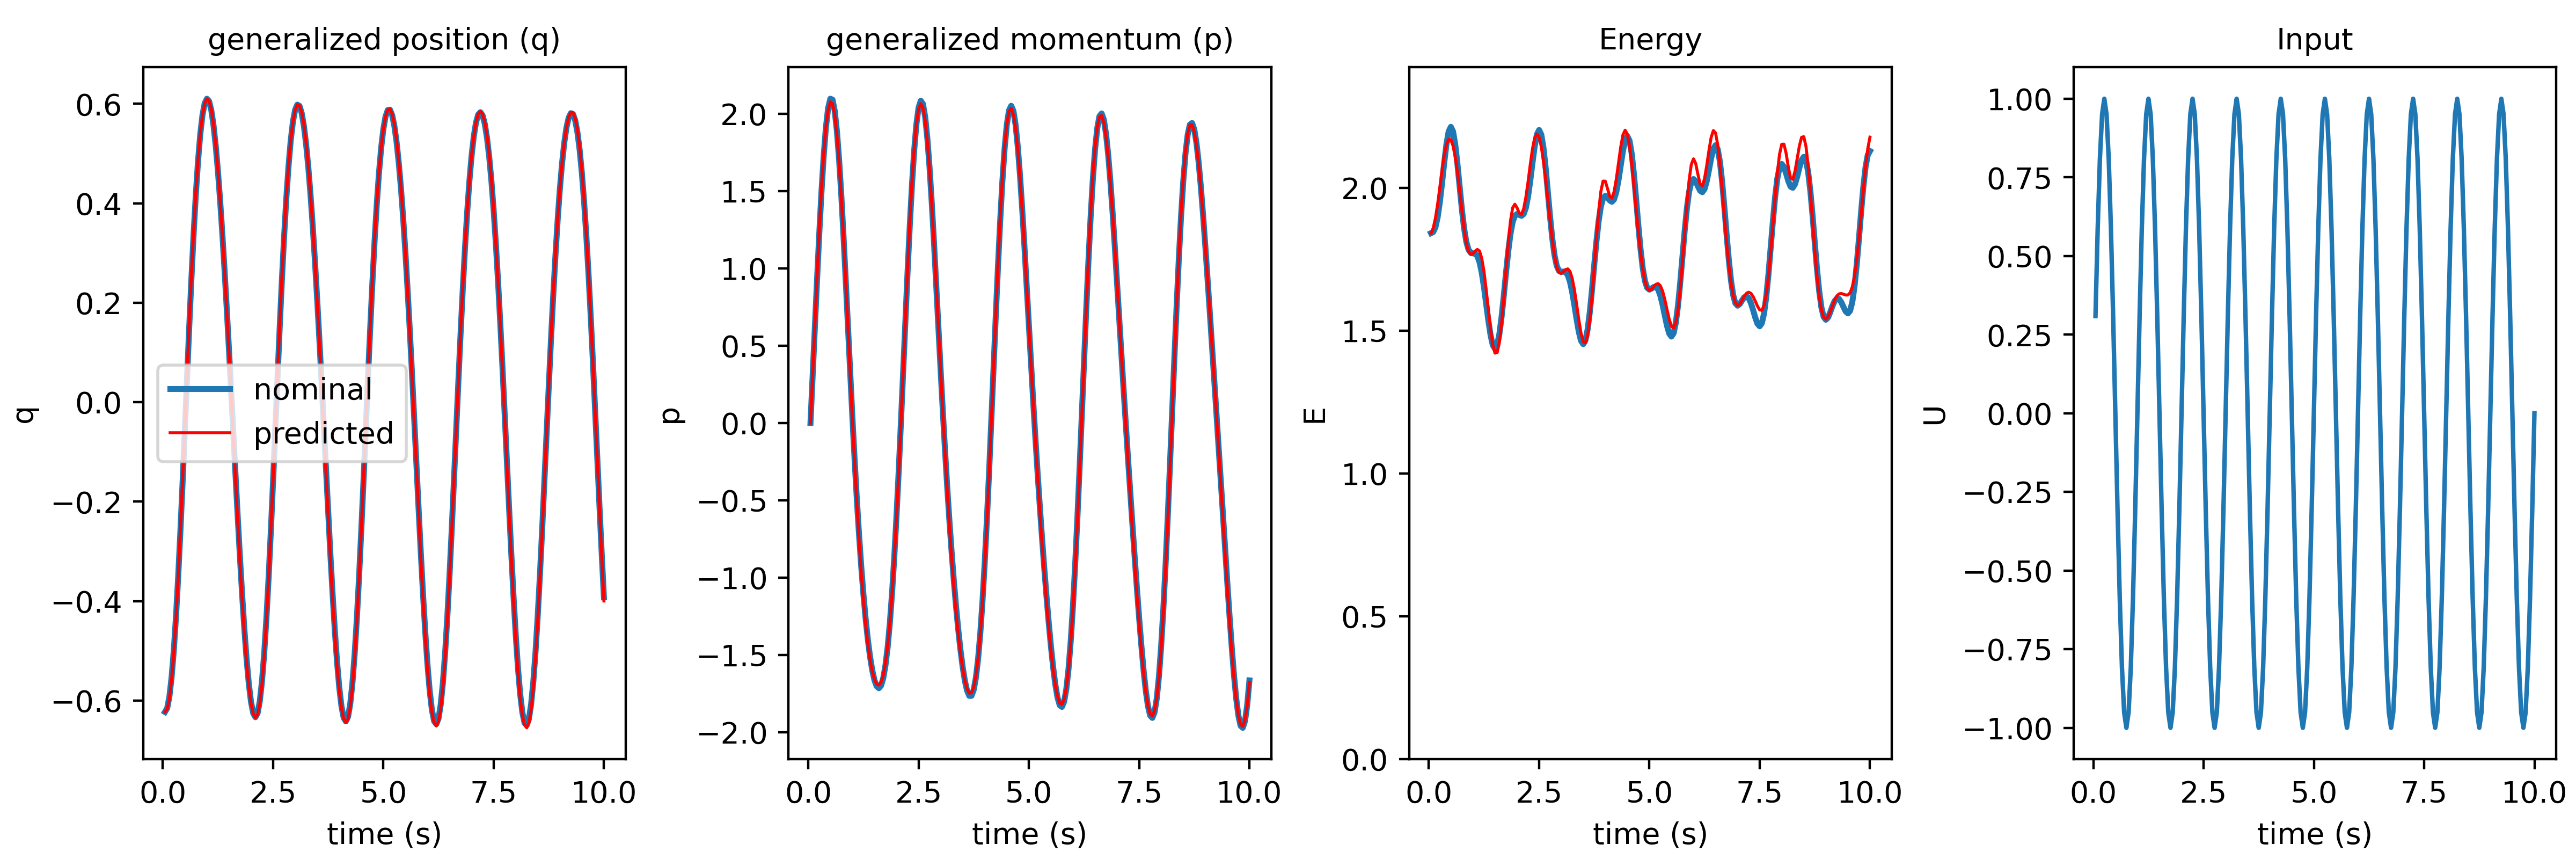 generalized position (q)
q
0.6
0.4
0.2
0.0
−0.2
−0.4
−0.6
nominal
predicted
0.0 2.5 5.0 7.5 10.0
time (s)
generalized momentum (p)
p
2.0
1.5
1.0
0.5
0.0
−0.5
−1.0
−1.5
−2.0
0.0 2.5 5.0 7.5 10.0
time (s)
Energy
E
2.0
1.5
1.0
0.5
0.0
0.0 2.5 5.0 7.5 10.0
time (s)
Input
U
1.00
0.75
0.50
0.25
0.00
−0.25
−0.50
−0.75
−1.00
0.0 2.5 5.0 7.5 10.0
time (s)